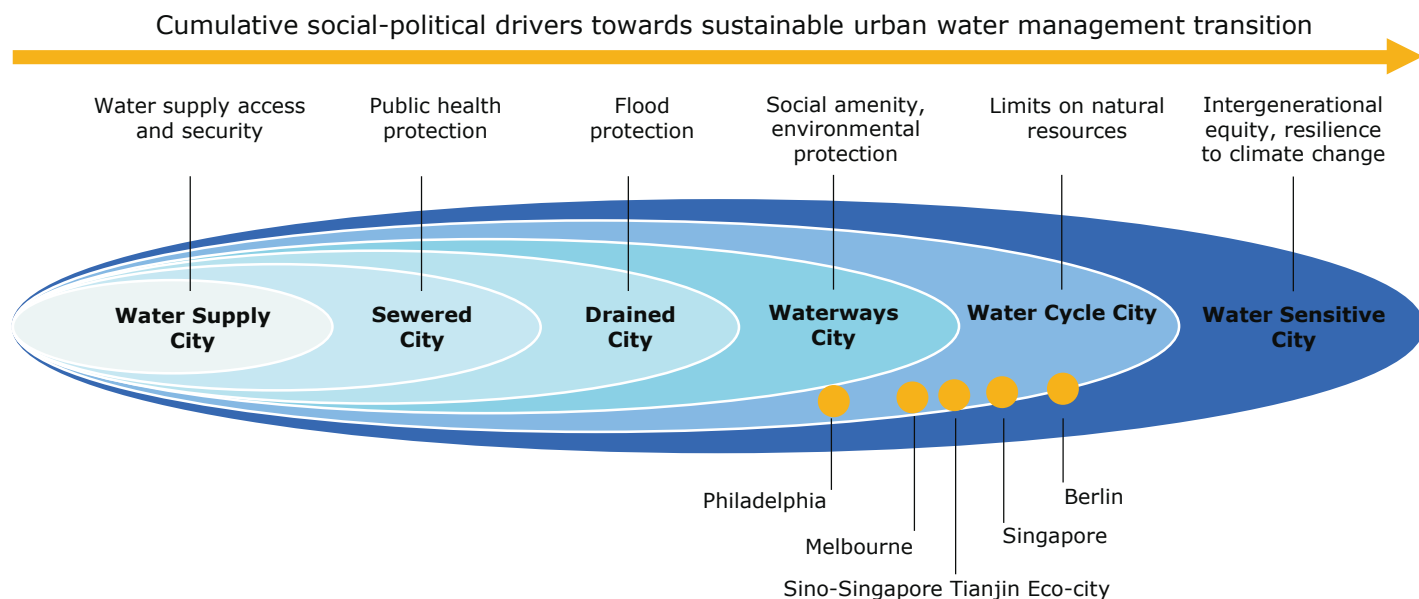 Cumulative social-political drivers towards sustainable urban water management transition
Water supply access
and security
Public health
protection
Flood
protection
Social amenity,
environmental
protection
Limits on natural
resources
Intergenerational
equity, resilience
to climate change
Water Supply
City
Sewered
City
Drained
City
Waterways
City
Water Cycle City
Water Sensitive
City
Philadelphia
Melbourne
Sino-Singapore Tianjin Eco-city
Singapore
Berlin